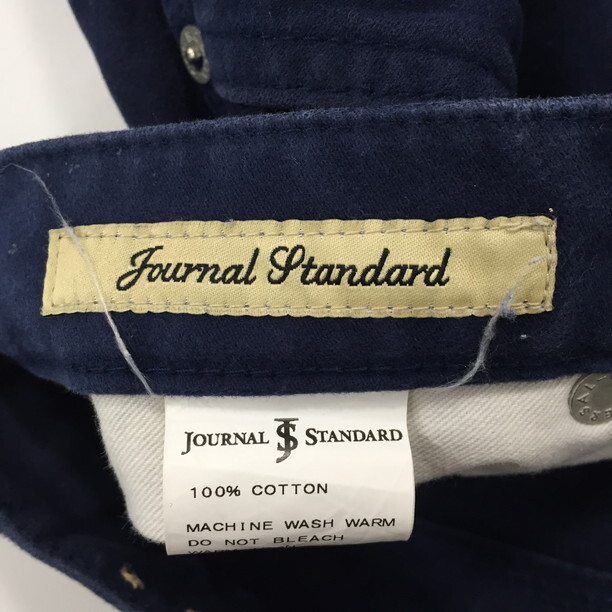 Journal Standard
JOURNAL JS STANDARD
100% COTTON
MACHINE WASH WARM
DO NOT BLEACH